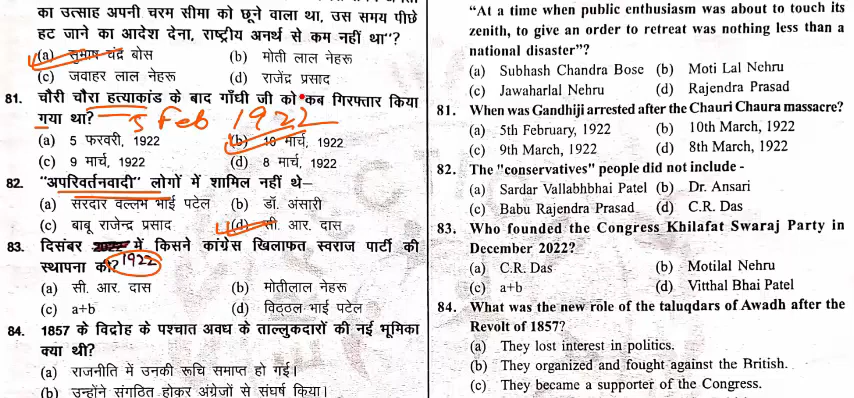 का उत्साह अपनी चरम सीमा को छूने वाला था, उस समय पीछे
हट जाने का आदेश देना, राष्ट्रीय अनर्थ से कम नहीं था"?
(a) सुभाष चंद्र बोस (b) मोती लाल नेहरू
(c) जवाहर लाल नेहरू (d) राजेंद्र प्रसाद
81. चौरी चौरा हत्याकांड के बाद गाँधी जी को कब गिरफ्तार किया
गया था? 5 Feb 1922
(a) 5 फरवरी, 1922 (b) 10 मार्च, 1922
(c) 9 मार्च, 1922 (d) 8 मार्च, 1922
82. "अपरिवर्तनवादी" लोगों में शामिल नहीं थे–
(a) सरदार वल्लभ भाई पटेल (b) डॉ. अंसारी
(c) बाबू राजेन्द्र प्रसाद (d) सी. आर. दास
83. दिसंबर 2022 में किसने कांग्रेस खिलाफत स्वराज पार्टी की
स्थापना की? 1922
(a) सी. आर. दास (b) मोतीलाल नेहरू
(c) a+b (d) विट्ठल भाई पटेल
84. 1857 के विद्रोह के पश्चात अवध के ताल्लुकदारों की नई भूमिका
क्या थी?
(a) राजनीति में उनकी रूचि समाप्त हो गई।
(b) उन्होंने संगठित होकर अंग्रेजों से संघर्ष किया।
"At a time when public enthusiasm was about to touch its
zenith, to give an order to retreat was nothing less than a
national disaster"?
(a) Subhash Chandra Bose (b) Moti Lal Nehru
(c) Jawaharlal Nehru (d) Rajendra Prasad
81. When was Gandhiji arrested after the Chauri Chaura massacre?
(a) 5th February, 1922 (b) 10th March, 1922
(c) 9th March, 1922 (d) 8th March, 1922
82. The "conservatives" people did not include -
(a) Sardar Vallabhbhai Patel (b) Dr. Ansari
(c) Babu Rajendra Prasad (d) C.R. Das
83. Who founded the Congress Khilafat Swaraj Party in
December 2022?
(a) C.R. Das (b) Motilal Nehru
(c) a+b (d) Vitthal Bhai Patel
84. What was the new role of the taluqdars of Awadh after the
Revolt of 1857?
(a) They lost interest in politics.
(b) They organized and fought against the British.
(c) They became a supporter of the Congress.